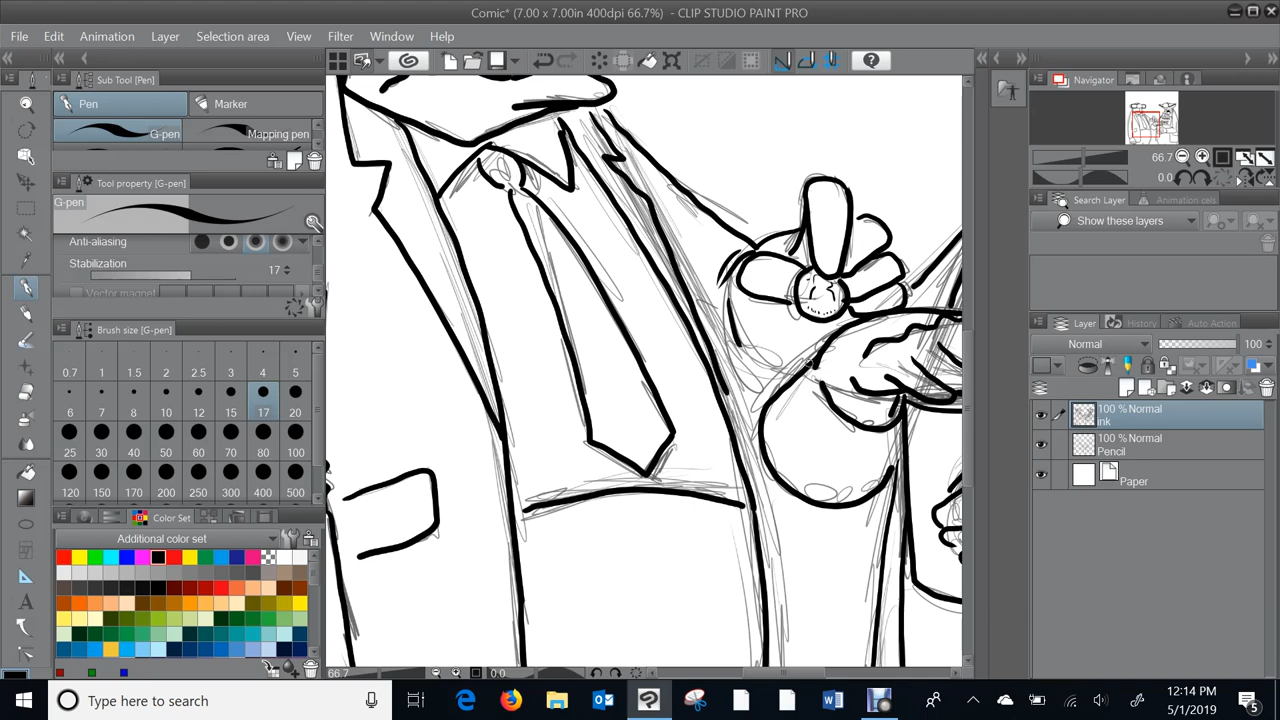 Comic* (7.00 x 7.00in 400dpi 66.7%) - CLIP STUDIO PAINT PRO
File Edit Animation Layer Selection area View Filter Window Help
Sub Tool [Pen]
Pen
Marker
G-pen
Mapping pen
Tool property [G-pen]
G-pen
Anti-aliasing
Stabilization
17
Vector magnet
Brush size [G-pen]
0.7 1 1.5 2 2.5 3 4 5
6 7 8 10 12 15 17 20
25 30 40 50 60 70 80 100
120 150 170 200 250 300 400 500
Color Set
Additional color set
66.7
0.0
Navigator
66.7
0.0
Search Layer
Animation cels
Show these layers
Layer
History
Auto Action
Normal
100
100 % Normal
ink
100 % Normal
Pencil
Paper
Type here to search
12:14 PM
5/1/2019
5